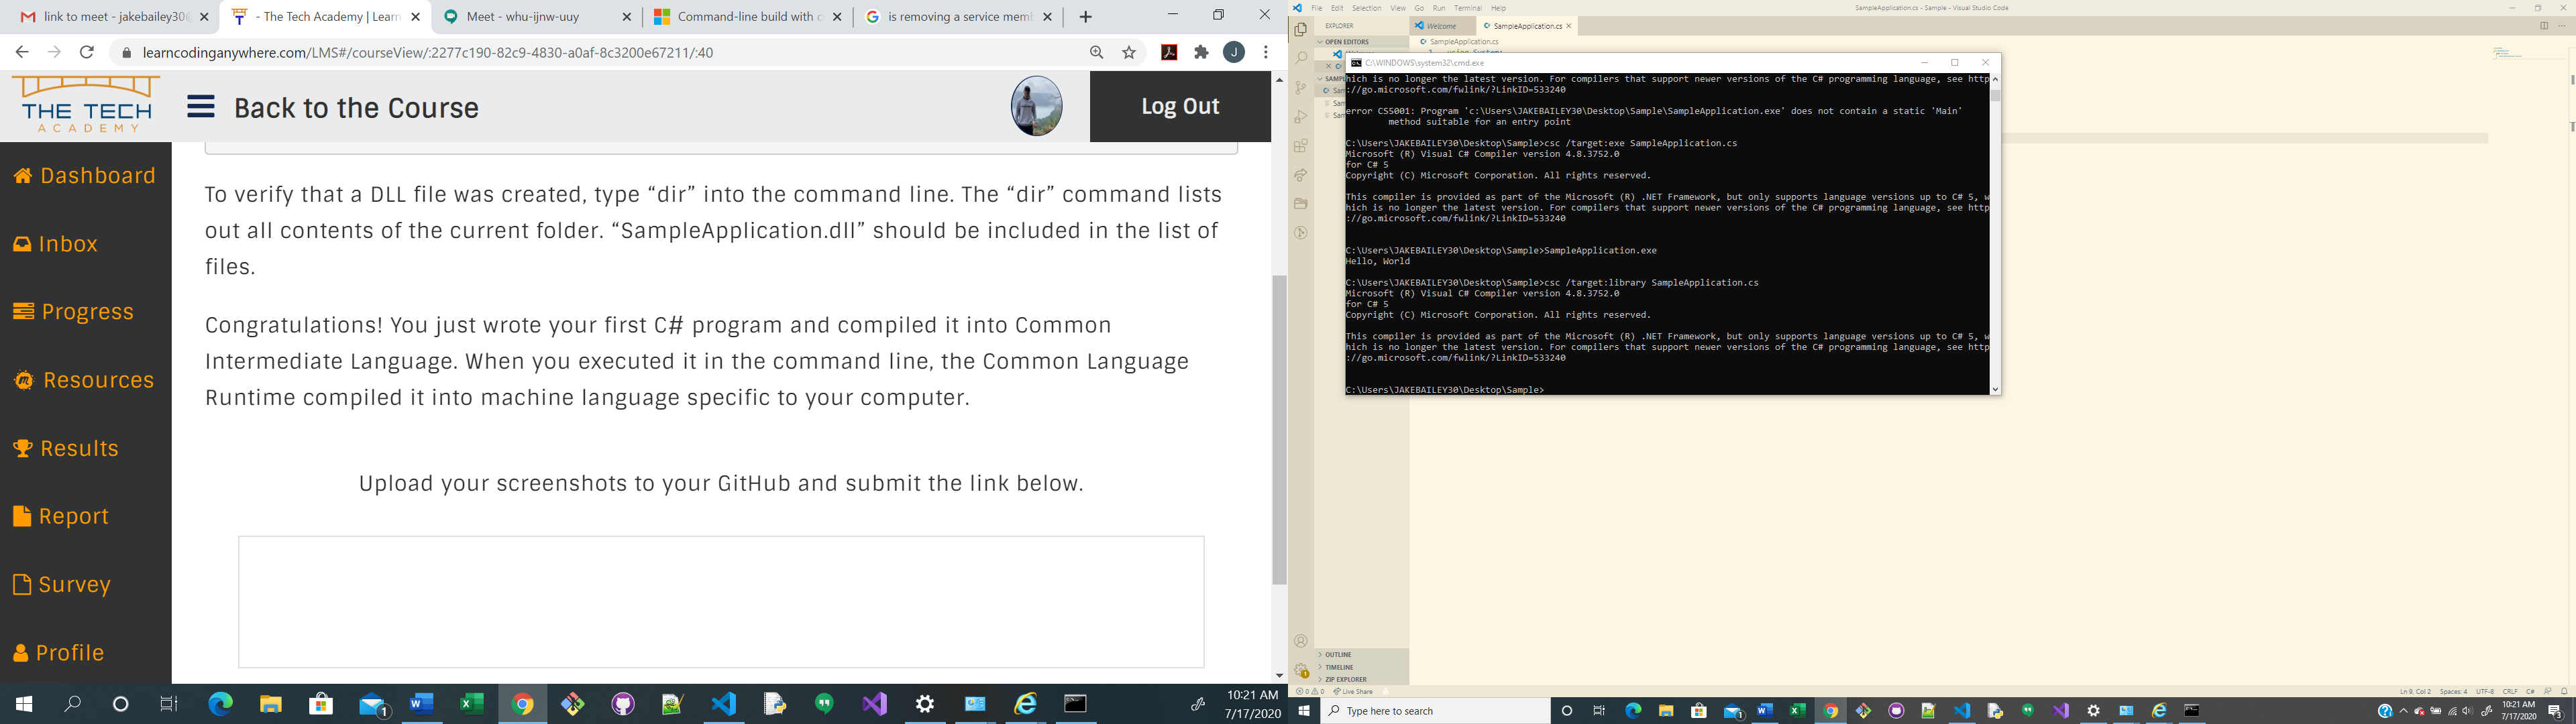 link to meet - jakebailey30@
- The Tech Academy | Learn
Meet - whu-ijnw-uuy
Command-line build with c
is removing a service memb
learncodinganywhere.com/LMS#/courseView/:2277c190-82c9-4830-a0af-8c3200e67211/:40
J
THE TECH
ACADEMY
Back to the Course
Log Out
Dashboard
Inbox
Progress
Resources
Results
Report
Survey
Profile
To verify that a DLL file was created, type “dir” into the command line. The “dir” command lists
out all contents of the current folder. “SampleApplication.dll” should be included in the list of
files.
Congratulations! You just wrote your first C# program and compiled it into Common
Intermediate Language. When you executed it in the command line, the Common Language
Runtime compiled it into machine language specific to your computer.
Upload your screenshots to your GitHub and submit the link below.
10:21 AM
7/17/2020
File Edit Selection View Go Run Terminal Help
SampleApplication.cs - Sample - Visual Studio Code
EXPLORER
Welcome
SampleApplication.cs
OPEN EDITORS
SampleApplication.cs
C:\WINDOWS\system32\cmd.exe
hich is no longer the latest version. For compilers that support newer versions of the C# programming language, see http
://go.microsoft.com/fwlink/?LinkID=533240
error CS5001: Program 'c:\Users\JAKEBAILEY30\Desktop\Sample\SampleApplication.exe' does not contain a static 'Main'
method suitable for an entry point
C:\Users\JAKEBAILEY30\Desktop\Sample>csc /target:exe SampleApplication.cs
Microsoft (R) Visual C# Compiler version 4.8.3752.0
for C# 5
Copyright (C) Microsoft Corporation. All rights reserved.
This compiler is provided as part of the Microsoft (R) .NET Framework, but only supports language versions up to C# 5, w
hich is no longer the latest version. For compilers that support newer versions of the C# programming language, see http
://go.microsoft.com/fwlink/?LinkID=533240
C:\Users\JAKEBAILEY30\Desktop\Sample>SampleApplication.exe
Hello, World
C:\Users\JAKEBAILEY30\Desktop\Sample>csc /target:library SampleApplication.cs
Microsoft (R) Visual C# Compiler version 4.8.3752.0
for C# 5
Copyright (C) Microsoft Corporation. All rights reserved.
This compiler is provided as part of the Microsoft (R) .NET Framework, but only supports language versions up to C# 5, w
hich is no longer the latest version. For compilers that support newer versions of the C# programming language, see http
://go.microsoft.com/fwlink/?LinkID=533240
C:\Users\JAKEBAILEY30\Desktop\Sample>
OUTLINE
TIMELINE
ZIP EXPLORER
0 0 Live Share
Ln 9, Col 2 Spaces: 4 UTF-8 CRLF C#
Type here to search
10:21 AM
7/17/2020